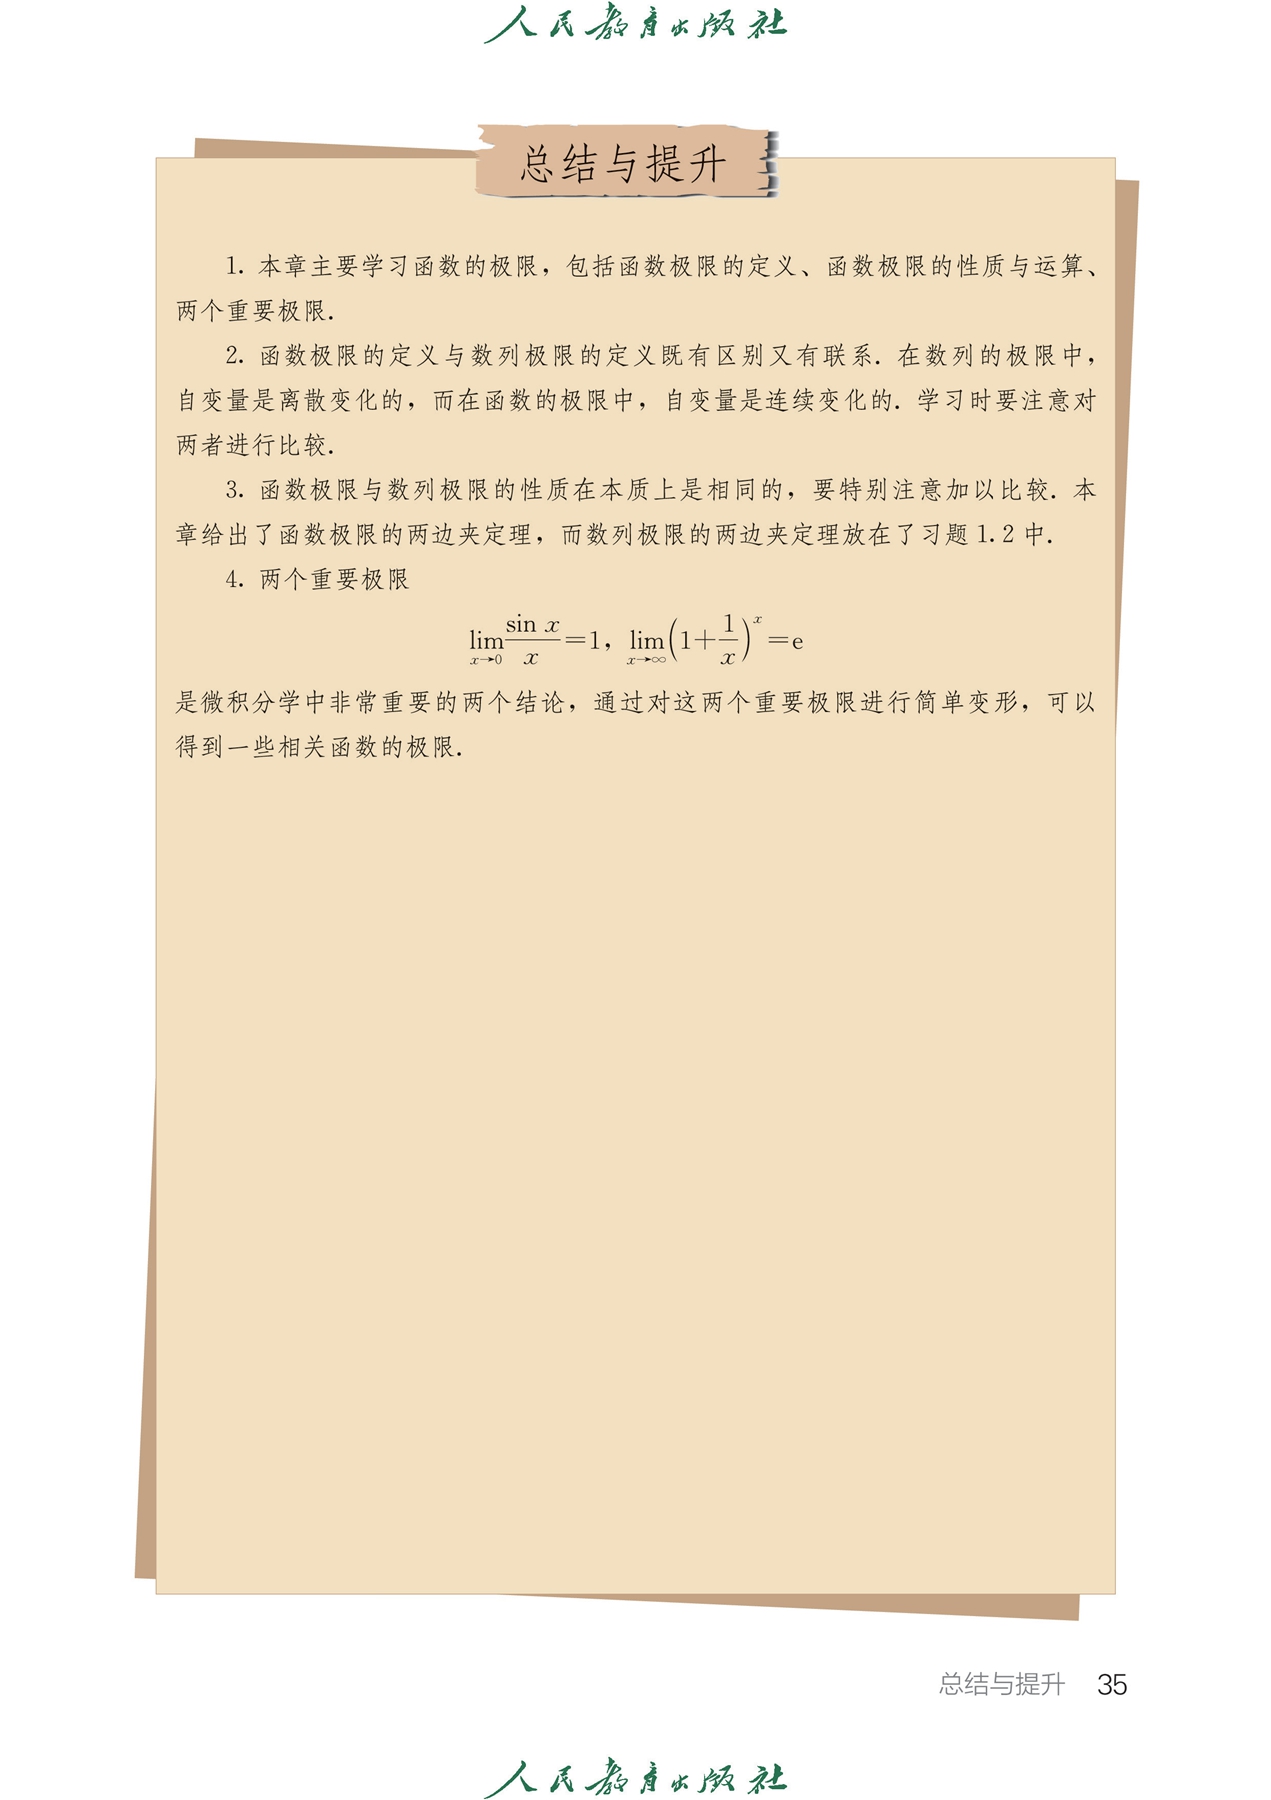 人民教育出版社
总结与提升
1. 本章主要学习函数的极限，包括函数极限的定义、函数极限的性质与运算、
两个重要极限.
2. 函数极限的定义与数列极限的定义既有区别又有联系. 在数列的极限中，
自变量是离散变化的，而在函数的极限中，自变量是连续变化的. 学习时要注意对
两者进行比较.
3. 函数极限与数列极限的性质在本质上是相同的，要特别注意加以比较. 本
章给出了函数极限的两边夹定理，而数列极限的两边夹定理放在了习题 1.2 中.
4. 两个重要极限
$\lim_{x\to 0}\frac{\sin x}{x}=1，\lim_{x\to\infty}\left(1+\frac{1}{x}\right)^x=\mathrm{e}$
是微积分学中非常重要的两个结论，通过对这两个重要极限进行简单变形，可以
得到一些相关函数的极限.
总结与提升 35
人民教育出版社